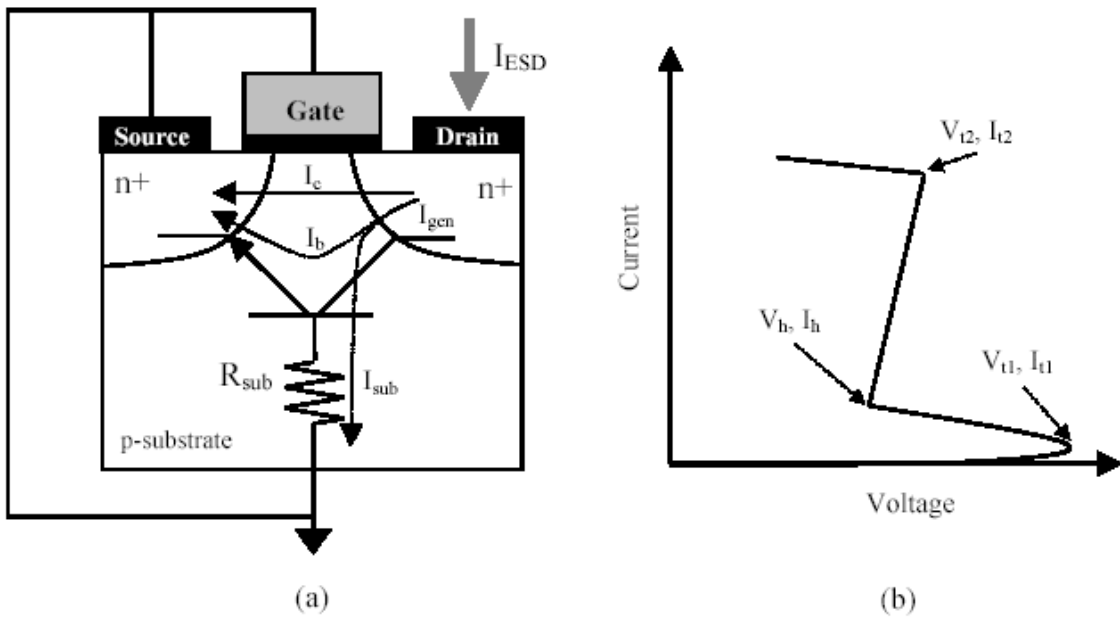 I_ESD
Gate
Source
Drain
n+
n+
I_c
I_gen
I_b
R_sub
I_sub
p-substrate
(a)
Current
V_t2, I_t2
V_h, I_h
V_t1, I_t1
Voltage
(b)